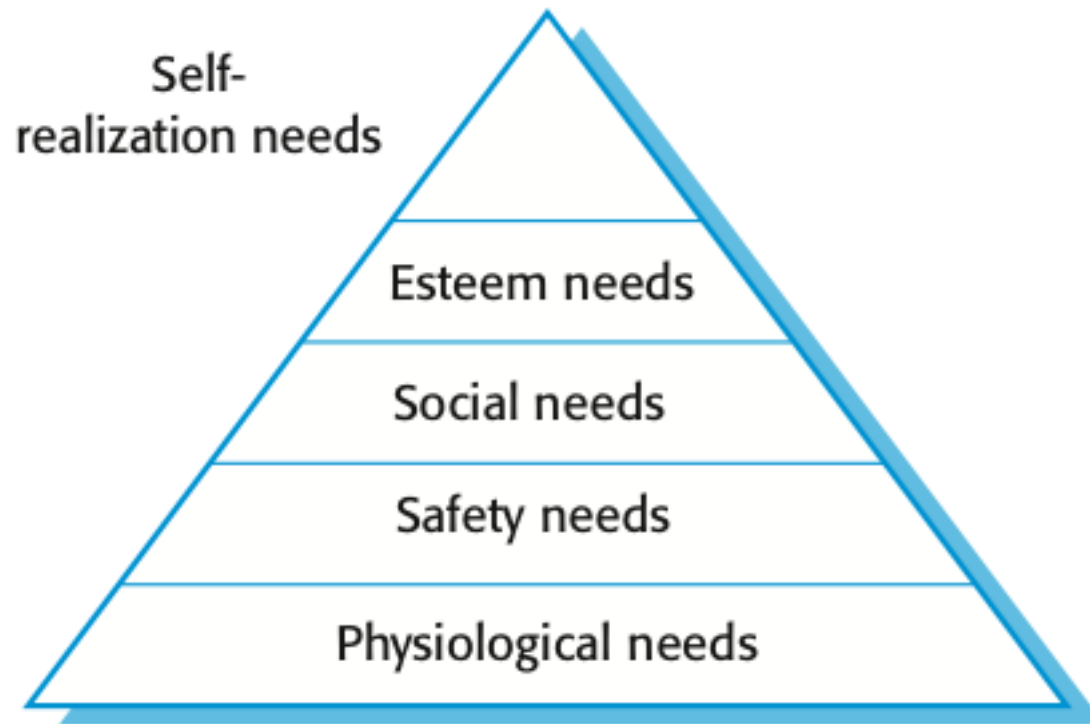 Self-
realization needs
Esteem needs
Social needs
Safety needs
Physiological needs